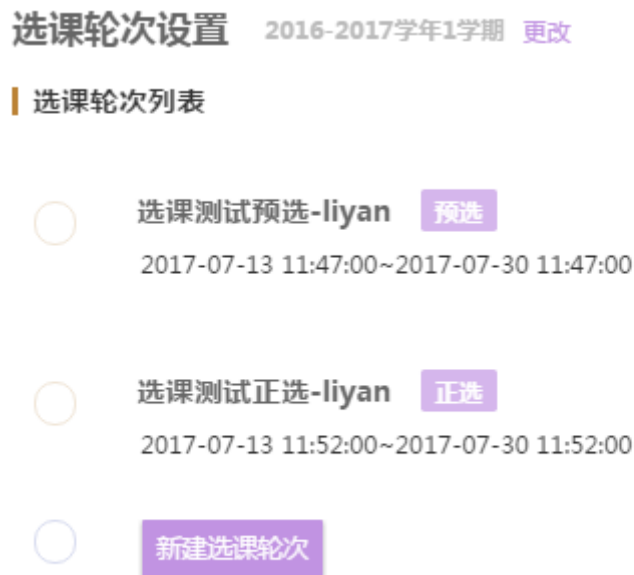 选课轮次设置 2016-2017学年1学期 更改
选课轮次列表
选课测试预选-liyan 预选
2017-07-13 11:47:00~2017-07-30 11:47:00
选课测试正选-liyan 正选
2017-07-13 11:52:00~2017-07-30 11:52:00
新建选课轮次